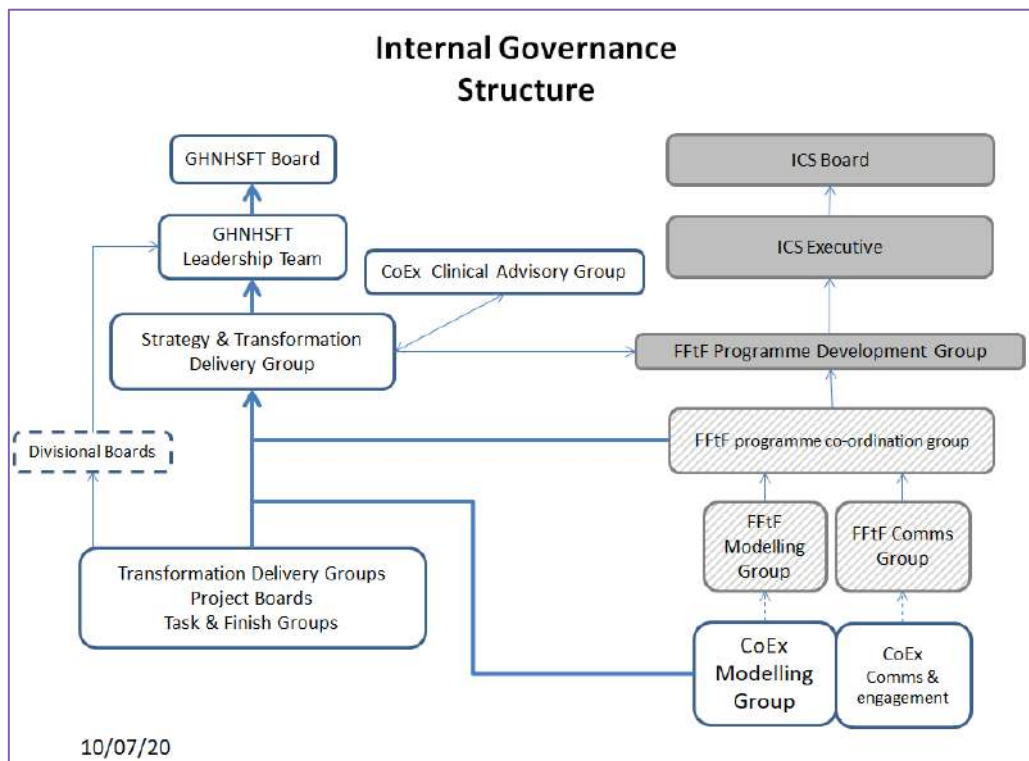 Internal Governance
Structure
GHNHSFT Board
ICS Board
GHNHSFT
Leadership Team
ICS Executive
CoEx Clinical Advisory Group
Strategy & Transformation
Delivery Group
FFtF Programme Development Group
Divisional Boards
FFtF programme co-ordination group
FFtF
Modelling
Group
FFtF Comms
Group
Transformation Delivery Groups
Project Boards
Task & Finish Groups
CoEx
Modelling
Group
CoEx
Comms &
engagement
10/07/20